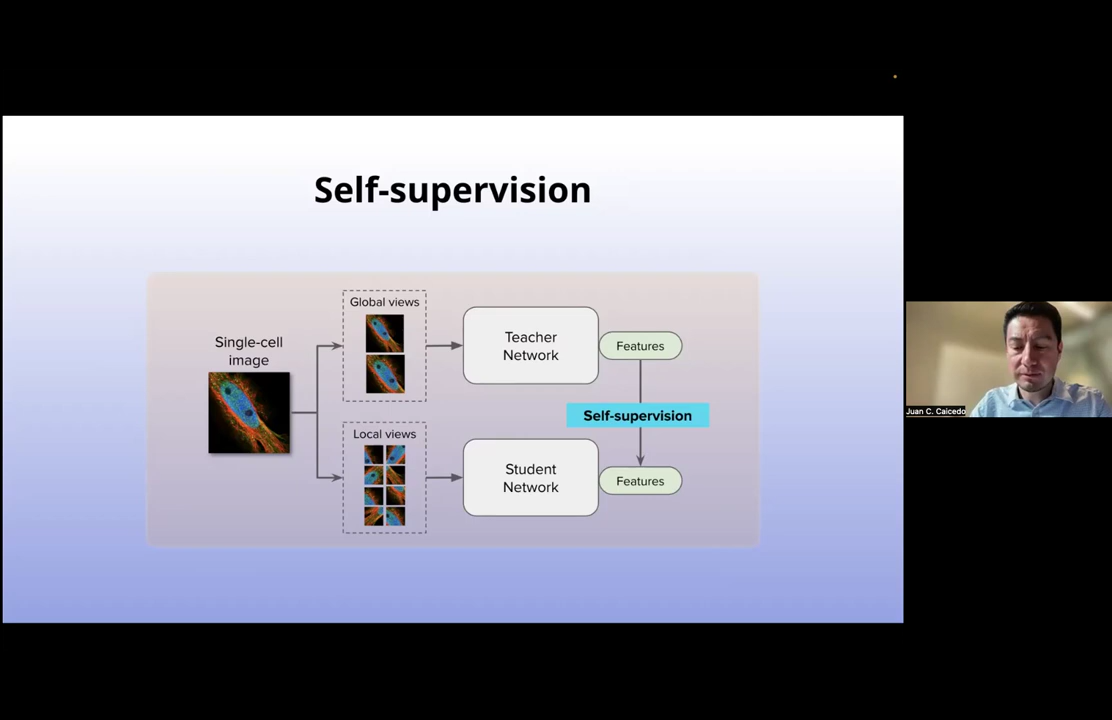 Self-supervision
Global views
Single-cell
image
Teacher
Network
Features
Self-supervision
Local views
Student
Network
Features
Juan C. Caicedo